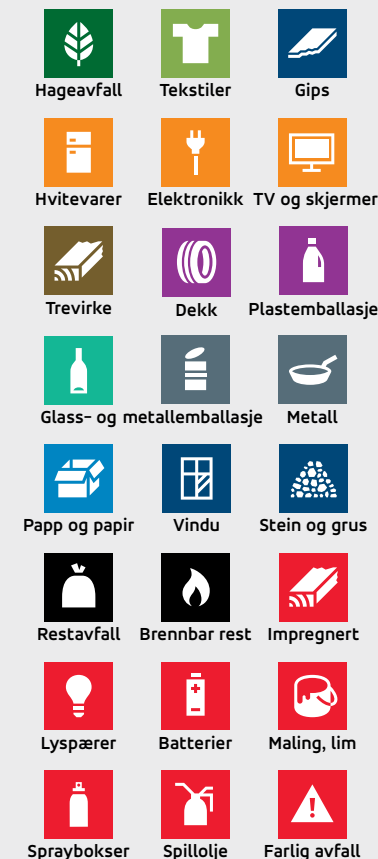 Hageavfall Tekstiler Gips
Hvitevarer Elektronikk TV og skjermer
Trevirke Dekk Plastemballasje
Glass- og metallemballasje Metall
Papp og papir Vindu Stein og grus
Restavfall Brennbar rest Impregnert
Lyspærer Batterier Maling, lim
Spraybokser Spillolje Farlig avfall